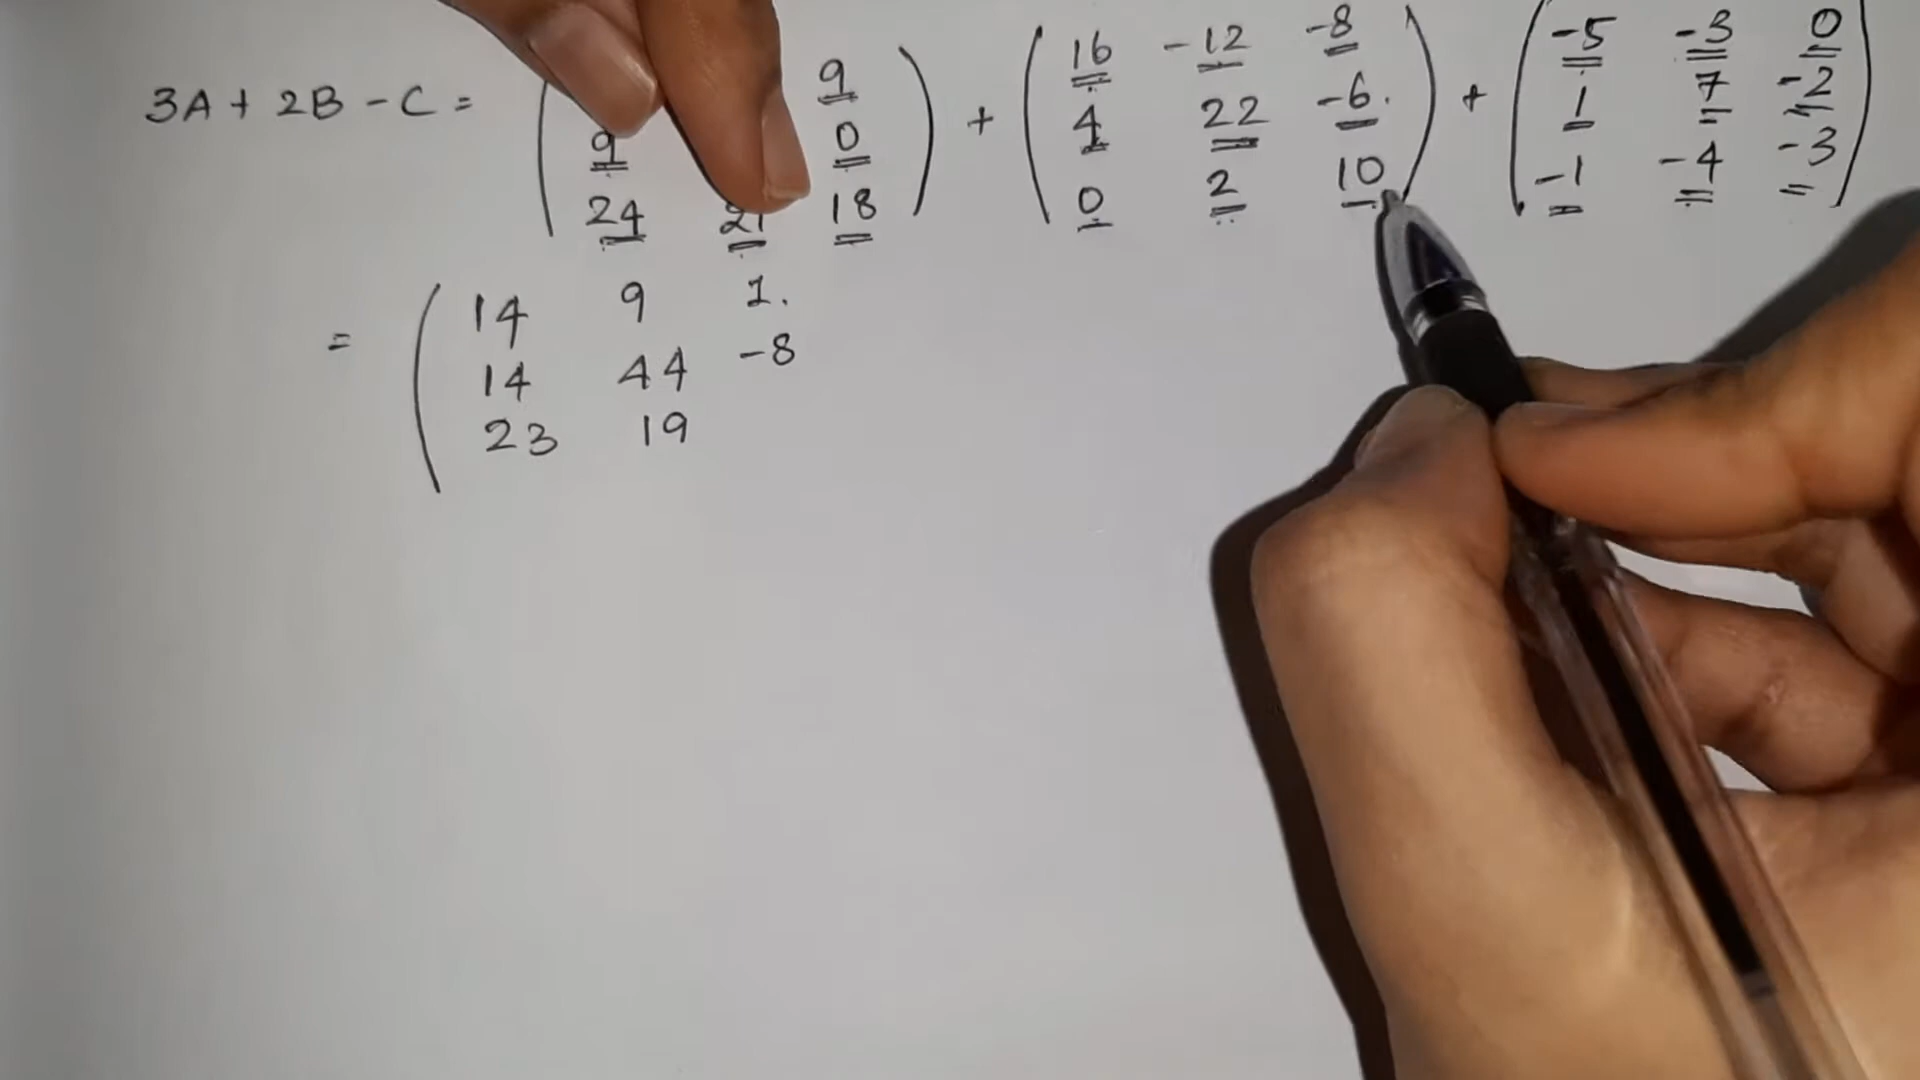 3A + 2B - C = ( 9 ) + ( 16 -12 -8 ) + ( -5 -3 0 )
9 0 4 22 -6. 1 7 -2
24 21 18 0 2 10 -1 -4 -3
= ( 14 9 1.
14 44 -8
23 19